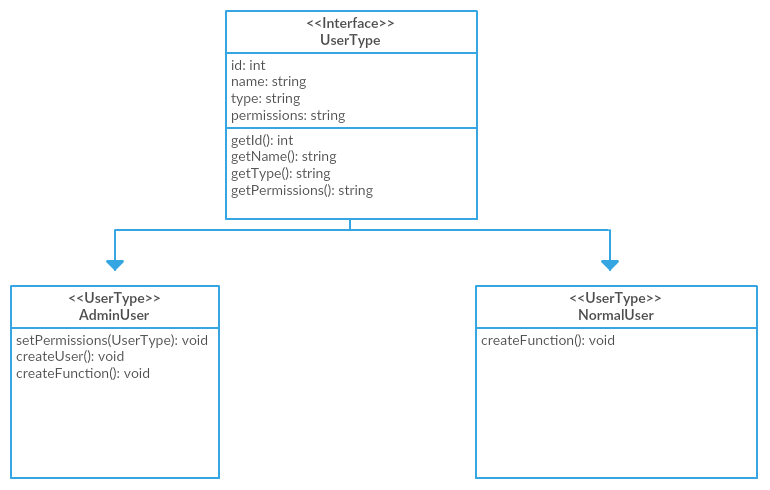 <<Interface>>
UserType
id: int
name: string
type: string
permissions: string
getId(): int
getName(): string
getType(): string
getPermissions(): string
<<UserType>>
AdminUser
setPermissions(UserType): void
createUser(): void
createFunction(): void
<<UserType>>
NormalUser
createFunction(): void